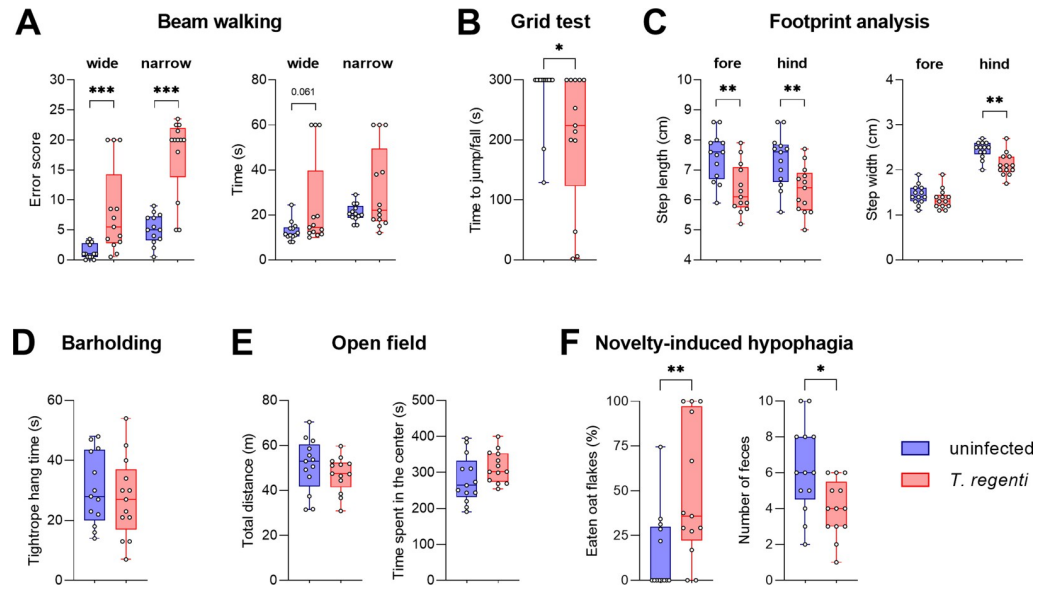 A Beam walking
wide narrow
*** ***
Error score
30
25
20
15
10
5
0
wide narrow
0.061
Time (s)
80
60
40
20
0
B Grid test
*
Time to jump/fall (s)
300
200
100
0
C Footprint analysis
fore hind
** **
Step length (cm)
10
9
8
7
6
5
4
fore hind
**
Step width (cm)
4
3
2
1
0
D Barholding
Tightrope hang time (s)
60
40
20
0
E Open field
Total distance (m)
80
60
40
20
0
Time spent in the center (s)
500
400
300
200
100
0
F Novelty-induced hypophagia
**
Eaten oat flakes (%)
100
75
50
25
0
*
Number of feces
10
8
6
4
2
0
uninfected
T. regenti